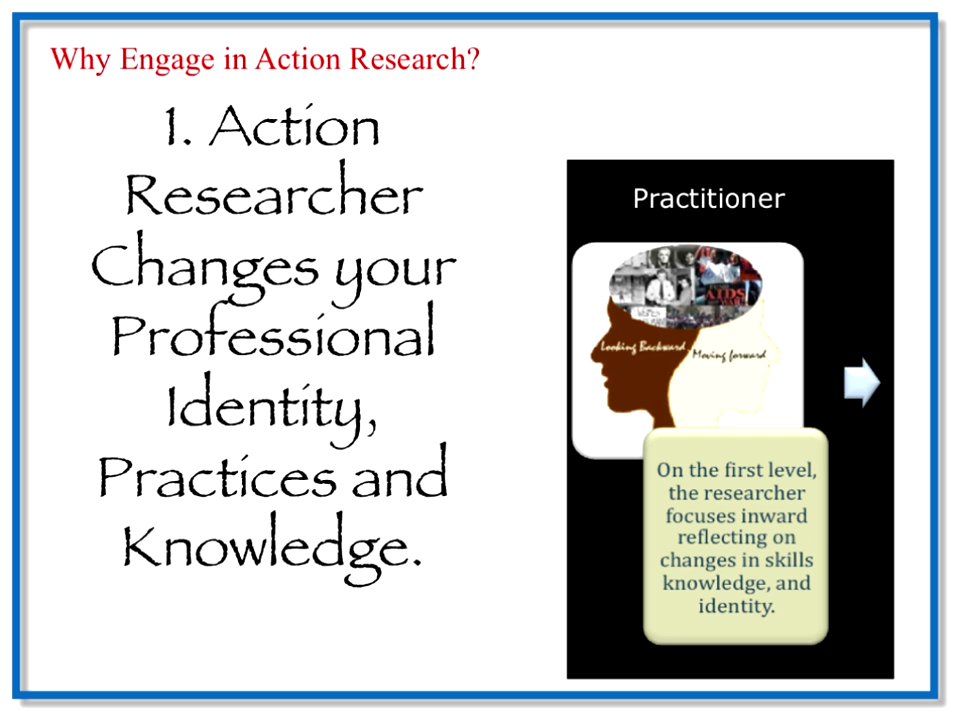 Why Engage in Action Research?
1. Action
Researcher
Changes your
Professional
Identity,
Practices and
Knowledge.
Practitioner
AIDS
Looking Backward
Moving forward
On the first level,
the researcher
focuses inward
reflecting on
changes in skills
knowledge, and
identity.